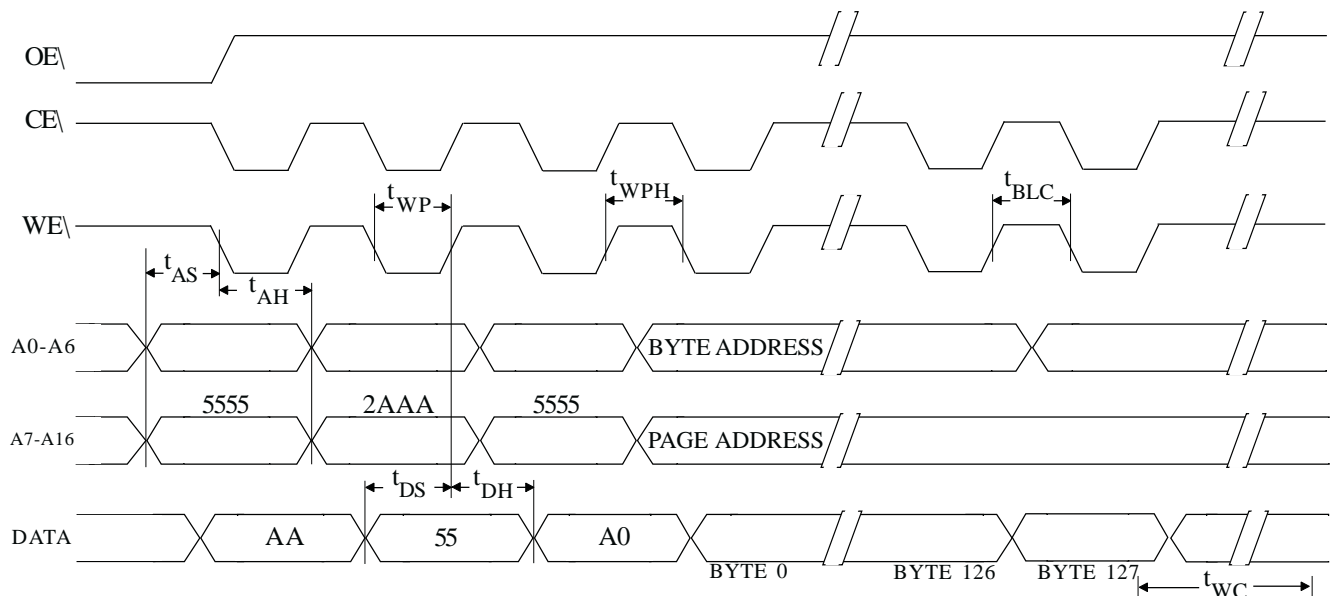 OE\
CE\
tWP
tWPH
tBLC
WE\
tAS
tAH
A0-A6
BYTE ADDRESS
5555
2AAA
5555
A7-A16
PAGE ADDRESS
tDS
tDH
DATA
AA
55
A0
BYTE 0
BYTE 126
BYTE 127
tWC